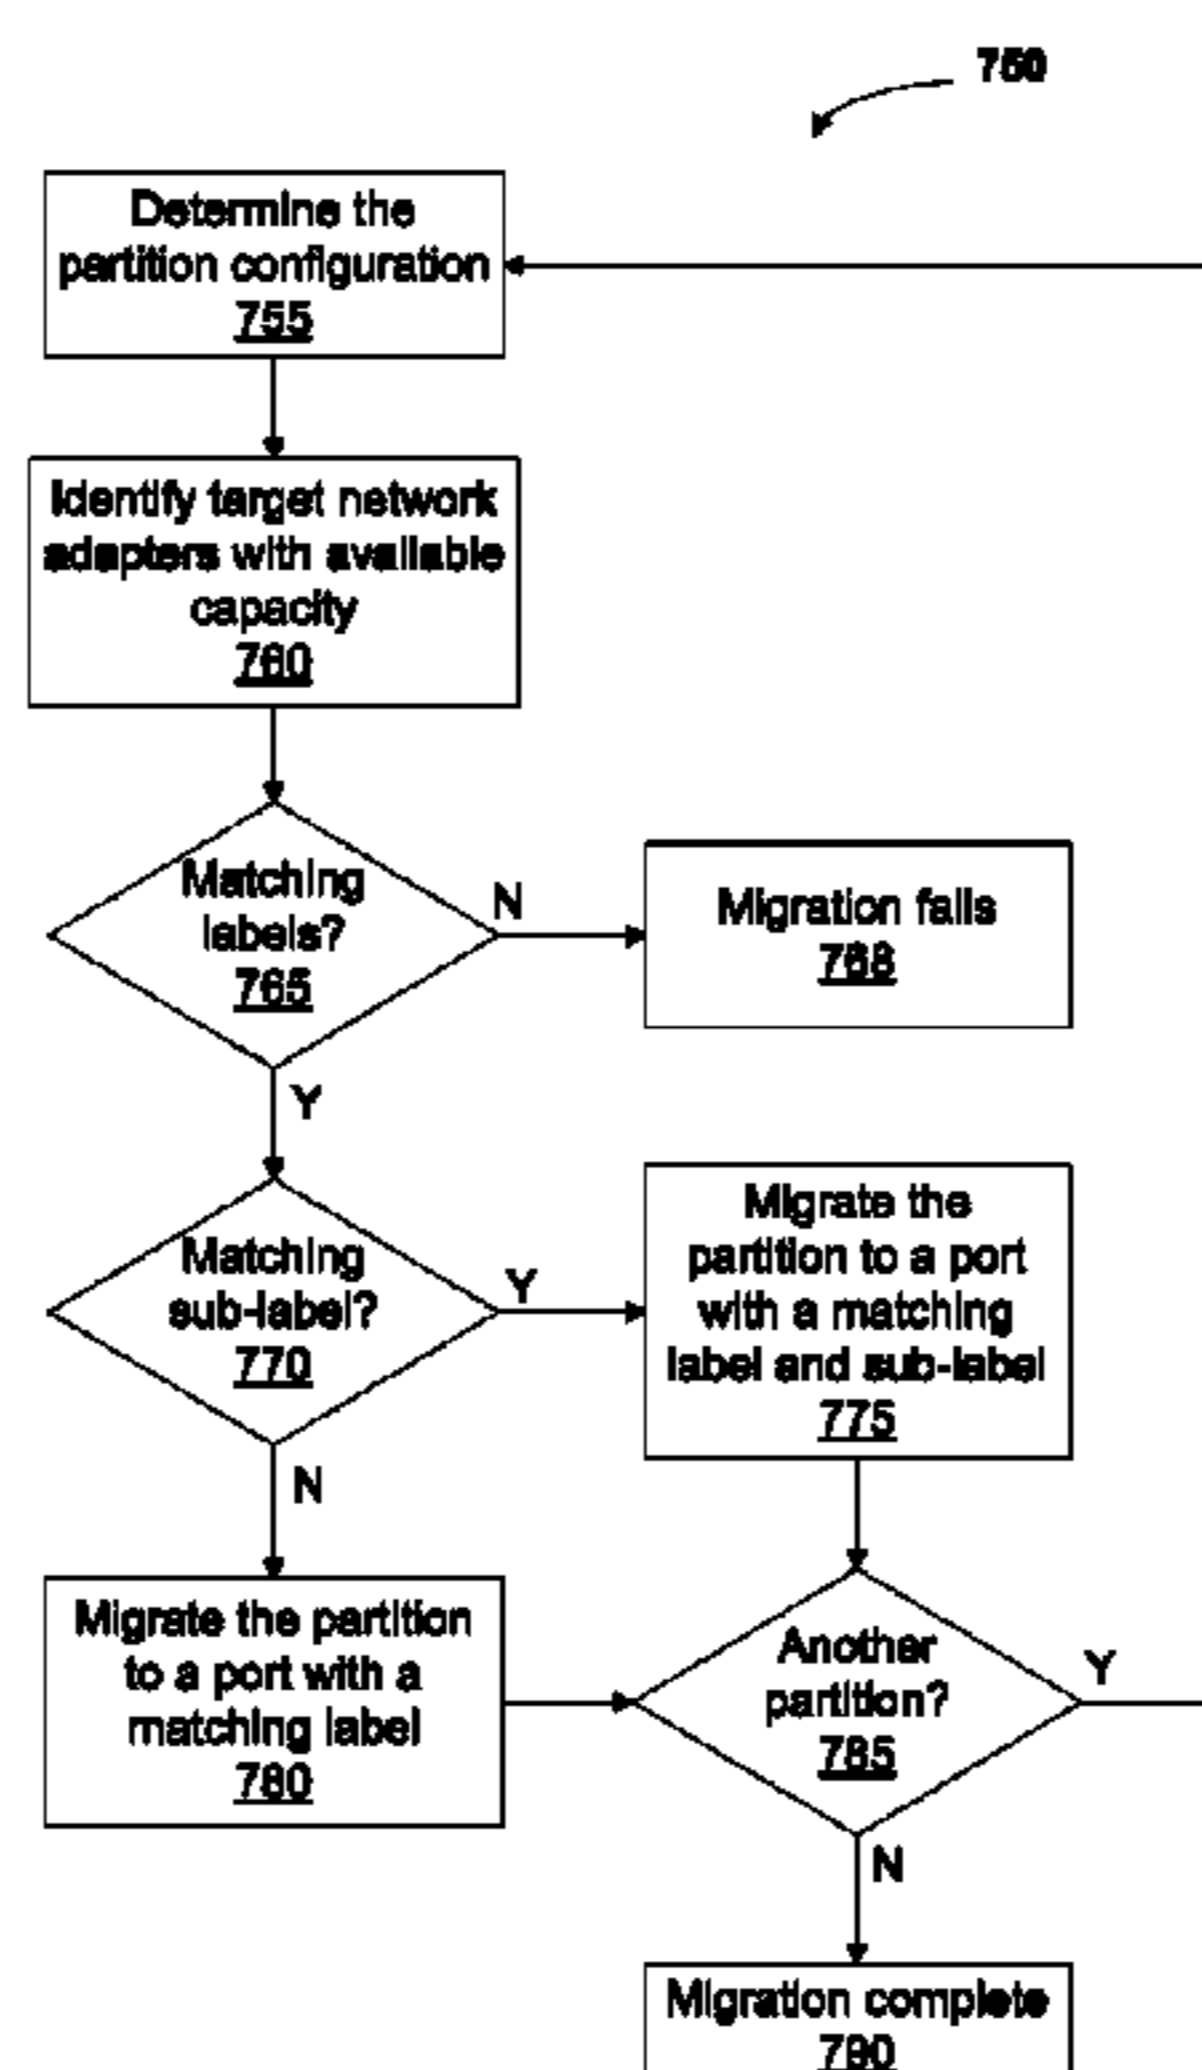 750
Determine the
partition configuration
755
Identify target network
adapters with available
capacity
760
Matching
labels?
765
N
Migration fails
768
Y
Matching
sub-label?
770
Y
Migrate the
partition to a port
with a matching
label and sub-label
775
N
Migrate the partition
to a port with a
matching label
780
Another
partition?
785
Y
N
Migration complete
790